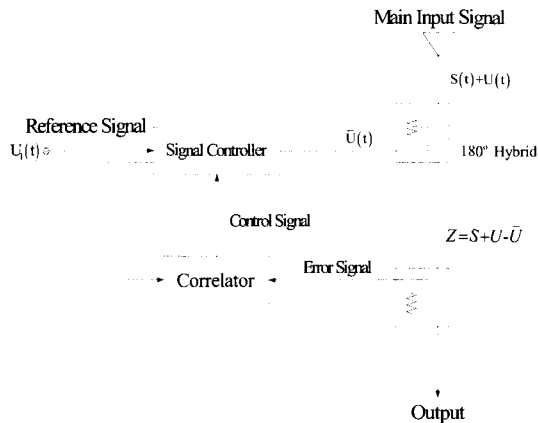 Main Input Signal
S(t)+U(t)
Reference Signal
U₁(t)
Signal Controller
Ū(t)
180° Hybrid
Control Signal
Z=S+U-Ū
Error Signal
Correlator
Output